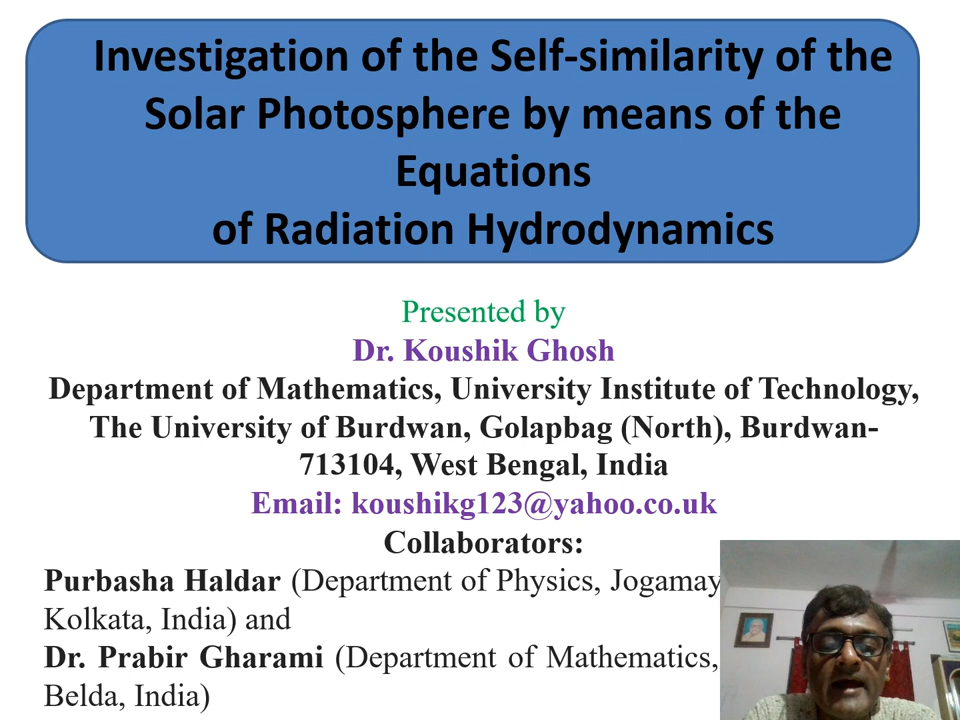 Investigation of the Self-similarity of the
Solar Photosphere by means of the
Equations
of Radiation Hydrodynamics
Presented by
Dr. Koushik Ghosh
Department of Mathematics, University Institute of Technology,
The University of Burdwan, Golapbag (North), Burdwan-
713104, West Bengal, India
Email: koushikg123@yahoo.co.uk
Collaborators:
Purbasha Haldar (Department of Physics, Jogamay
Kolkata, India) and
Dr. Prabir Gharami (Department of Mathematics,
Belda, India)